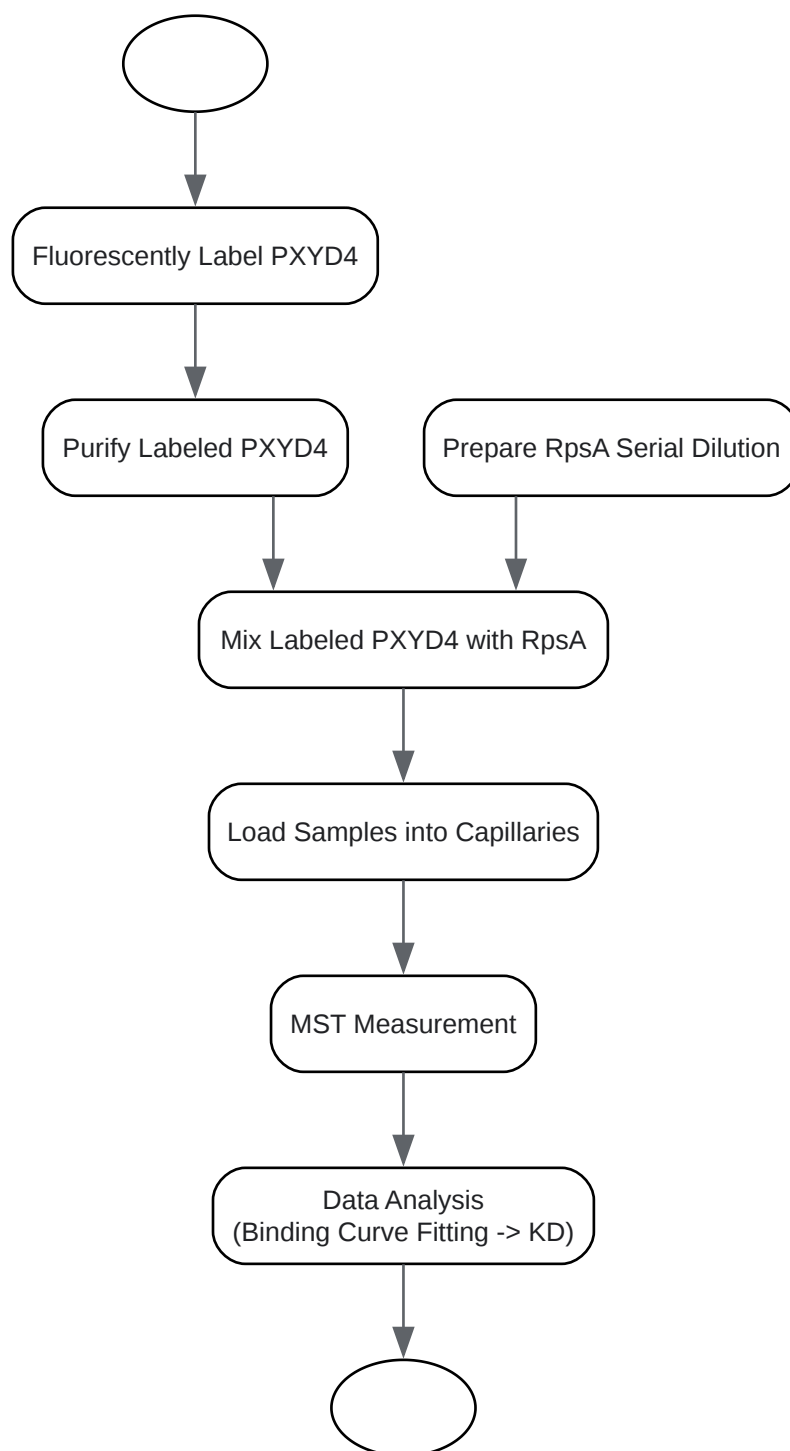 Fluorescently Label PXYD4
Purify Labeled PXYD4
Prepare RpsA Serial Dilution
Mix Labeled PXYD4 with RpsA
Load Samples into Capillaries
MST Measurement
Data Analysis
(Binding Curve Fitting -> KD)